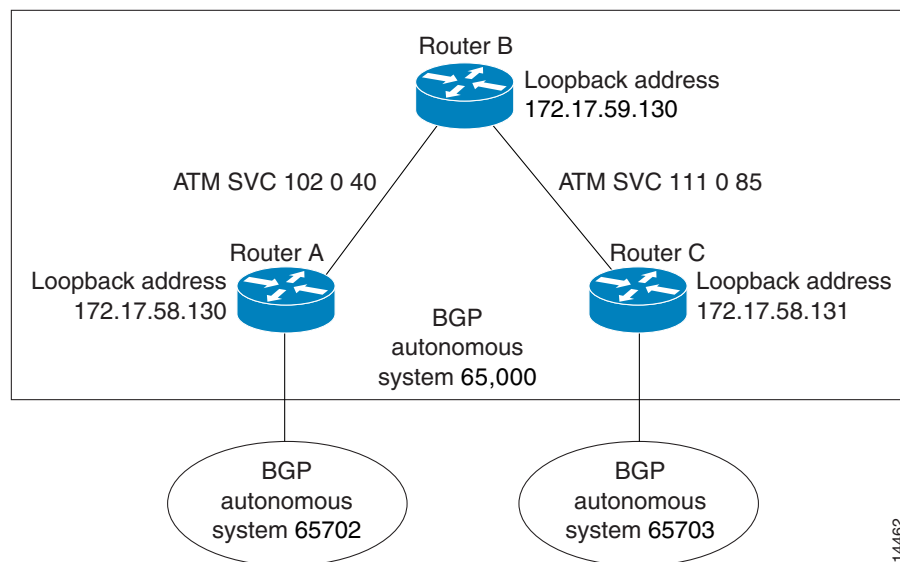 Router B
Loopback address
172.17.59.130
ATM SVC 102 0 40
ATM SVC 111 0 85
Router A
Router C
Loopback address
172.17.58.130
Loopback address
172.17.58.131
BGP
autonomous
system 65,000
BGP
autonomous
system 65702
BGP
autonomous
system 65703
14462